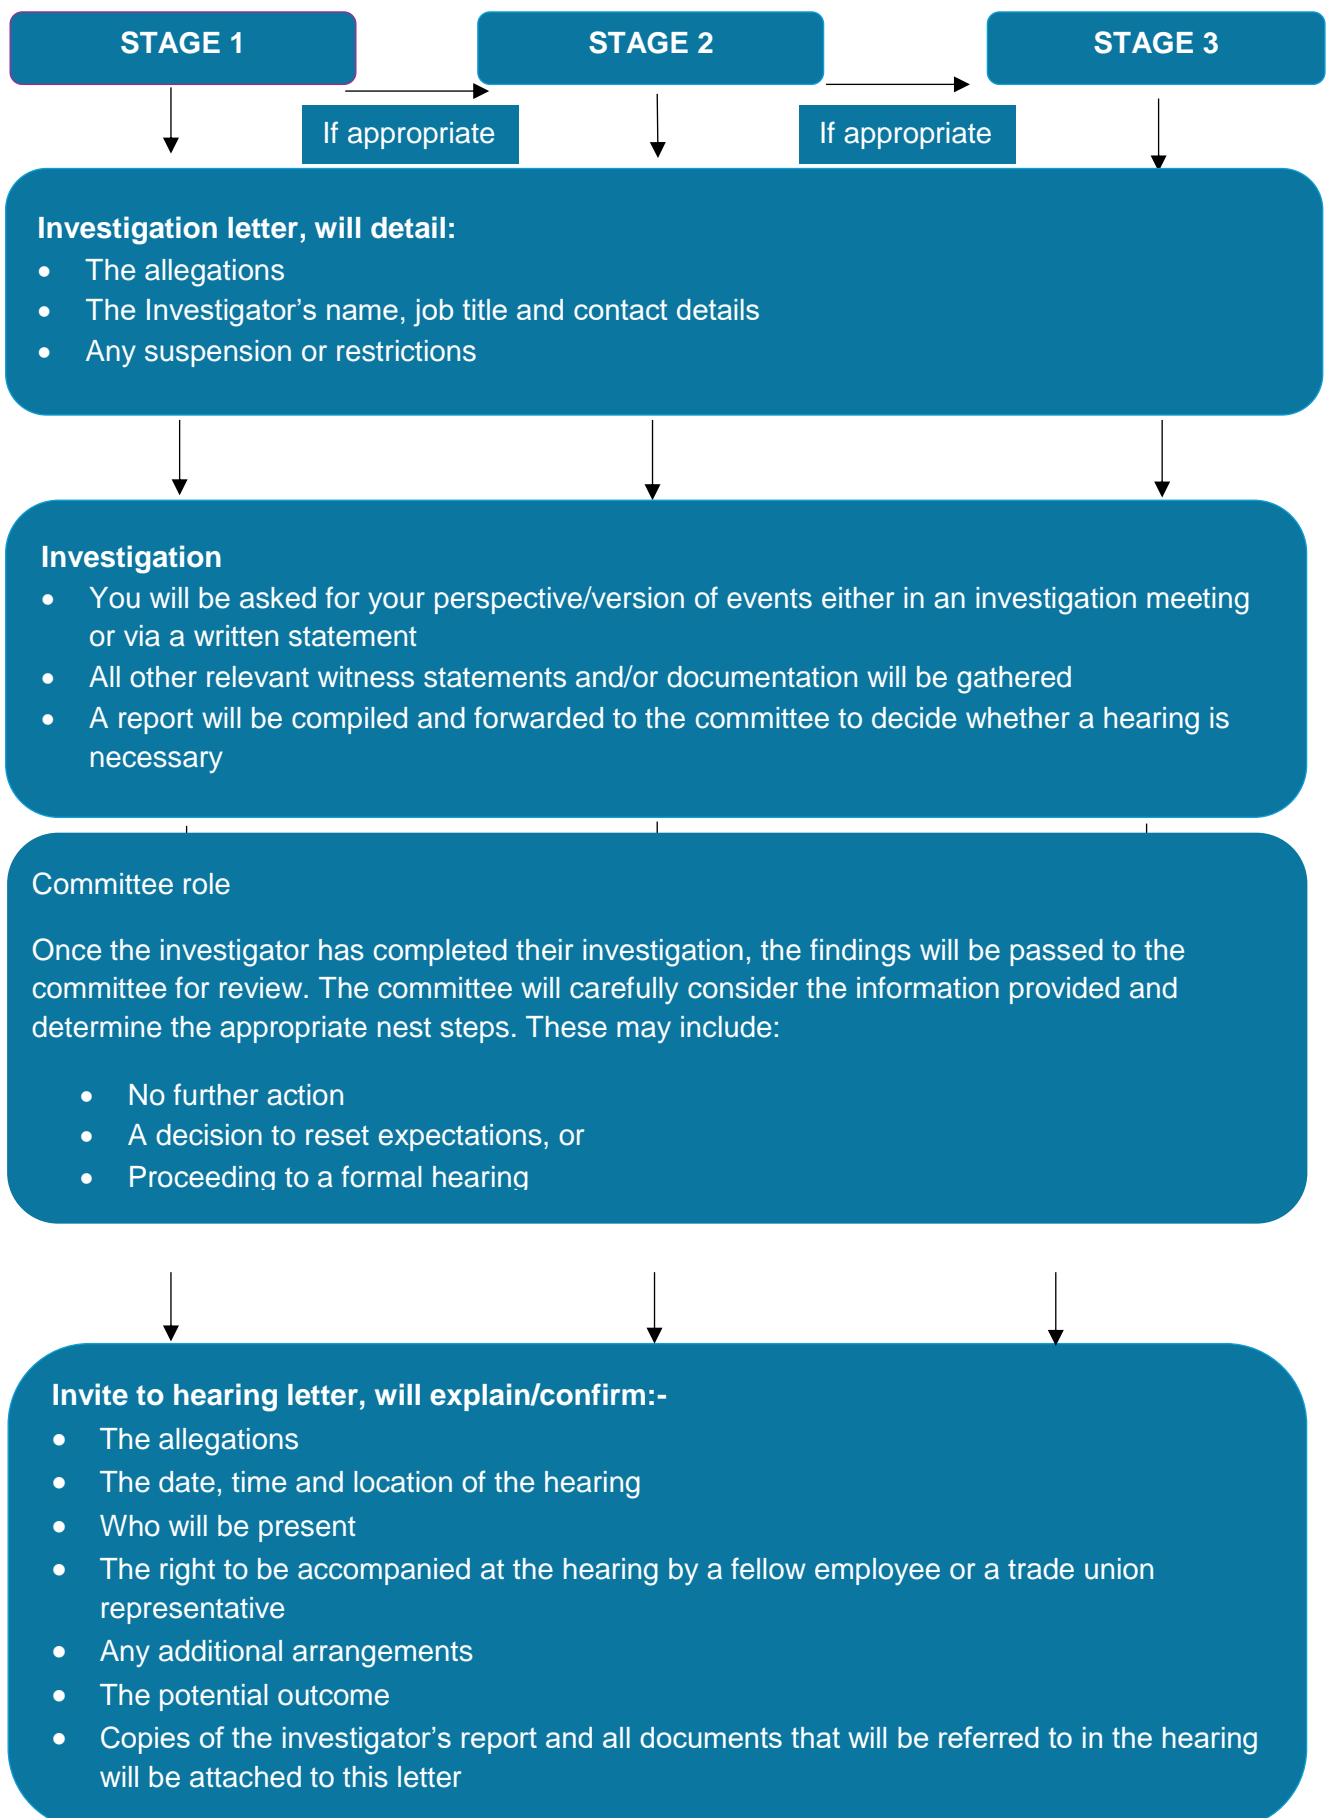 STAGE 1
STAGE 2
STAGE 3
If appropriate
If appropriate
Investigation letter, will detail:
• The allegations
• The Investigator’s name, job title and contact details
• Any suspension or restrictions
Investigation
• You will be asked for your perspective/version of events either in an investigation meeting
or via a written statement
• All other relevant witness statements and/or documentation will be gathered
• A report will be compiled and forwarded to the committee to decide whether a hearing is
necessary
Committee role
Once the investigator has completed their investigation, the findings will be passed to the
committee for review. The committee will carefully consider the information provided and
determine the appropriate nest steps. These may include:
• No further action
• A decision to reset expectations, or
• Proceeding to a formal hearing
Invite to hearing letter, will explain/confirm:-
• The allegations
• The date, time and location of the hearing
• Who will be present
• The right to be accompanied at the hearing by a fellow employee or a trade union
representative
• Any additional arrangements
• The potential outcome
• Copies of the investigator’s report and all documents that will be referred to in the hearing
will be attached to this letter